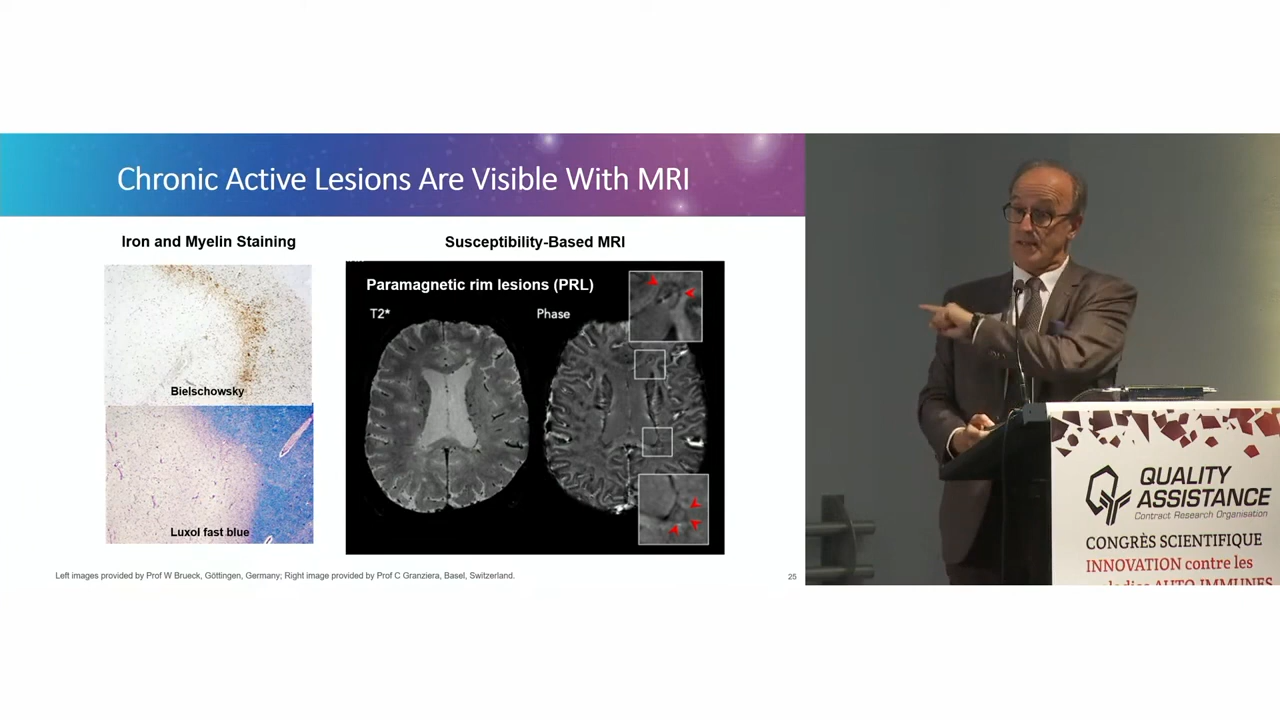 Chronic Active Lesions Are Visible With MRI
Iron and Myelin Staining
Bielschowsky
Luxol fast blue
Susceptibility-Based MRI
Paramagnetic rim lesions (PRL)
T2*
Phase
Left images provided by Prof W Brueck, Göttingen, Germany; Right image provided by Prof C Granziera, Basel, Switzerland.
25
QUALITY
ASSISTANCE
Contract Research Organisation
CONGRÈS SCIENTIFIQUE
INNOVATION contre les
AUTO-IMMUNES